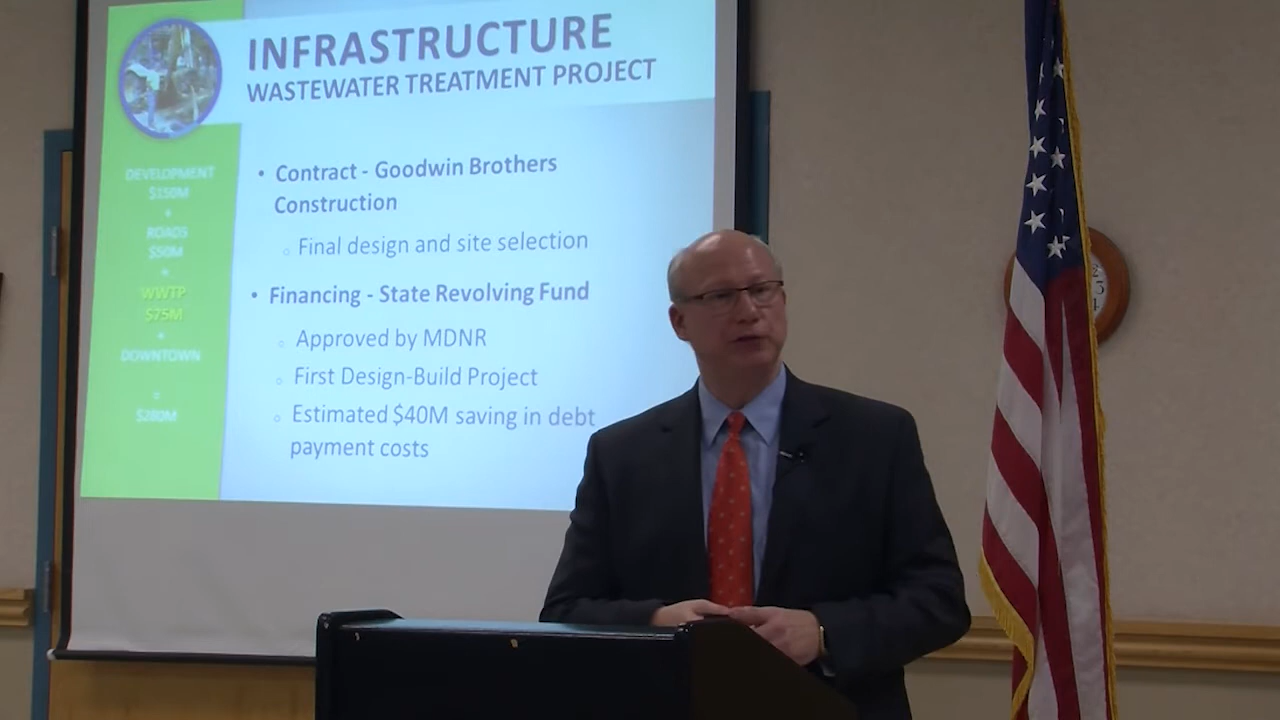 INFRASTRUCTURE
WASTEWATER TREATMENT PROJECT
DEVELOPMENT
$150M
+
ROADS
$50M
+
WWTP
$75M
+
DOWNTOWN
=
$280M
• Contract - Goodwin Brothers
Construction
○ Final design and site selection
• Financing - State Revolving Fund
○ Approved by MDNR
○ First Design-Build Project
○ Estimated $40M saving in debt
payment costs